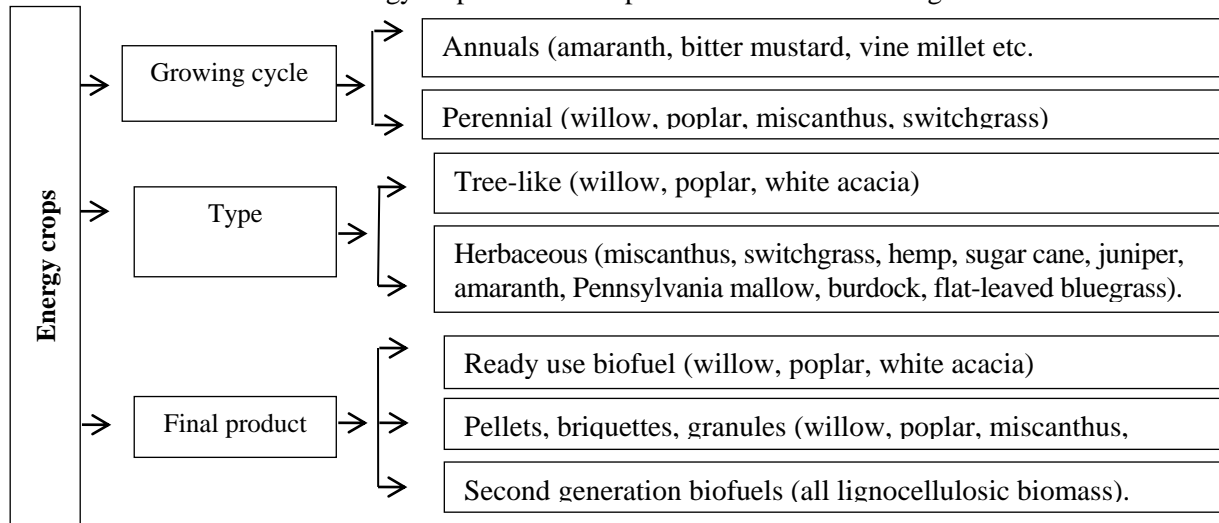 Energy crops
Growing cycle
Annuals (amaranth, bitter mustard, vine millet etc.
Perennial (willow, poplar, miscanthus, switchgrass)
Type
Tree-like (willow, poplar, white acacia)
Herbaceous (miscanthus, switchgrass, hemp, sugar cane, juniper,
amaranth, Pennsylvania mallow, burdock, flat-leaved bluegrass).
Final product
Ready use biofuel (willow, poplar, white acacia)
Pellets, briquettes, granules (willow, poplar, miscanthus,
Second generation biofuels (all lignocellulosic biomass).